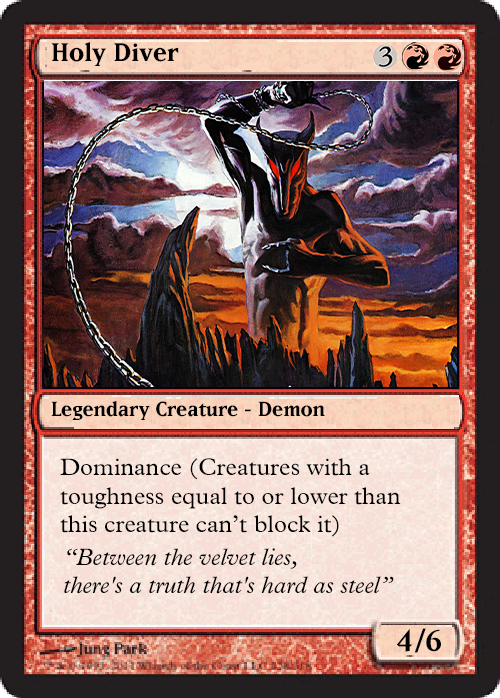 Holy Diver
3
Legendary Creature - Demon
Dominance (Creatures with a
toughness equal to or lower than
this creature can't block it)
“Between the velvet lies,
there's a truth that's hard as steel”
Jung Park
4/6